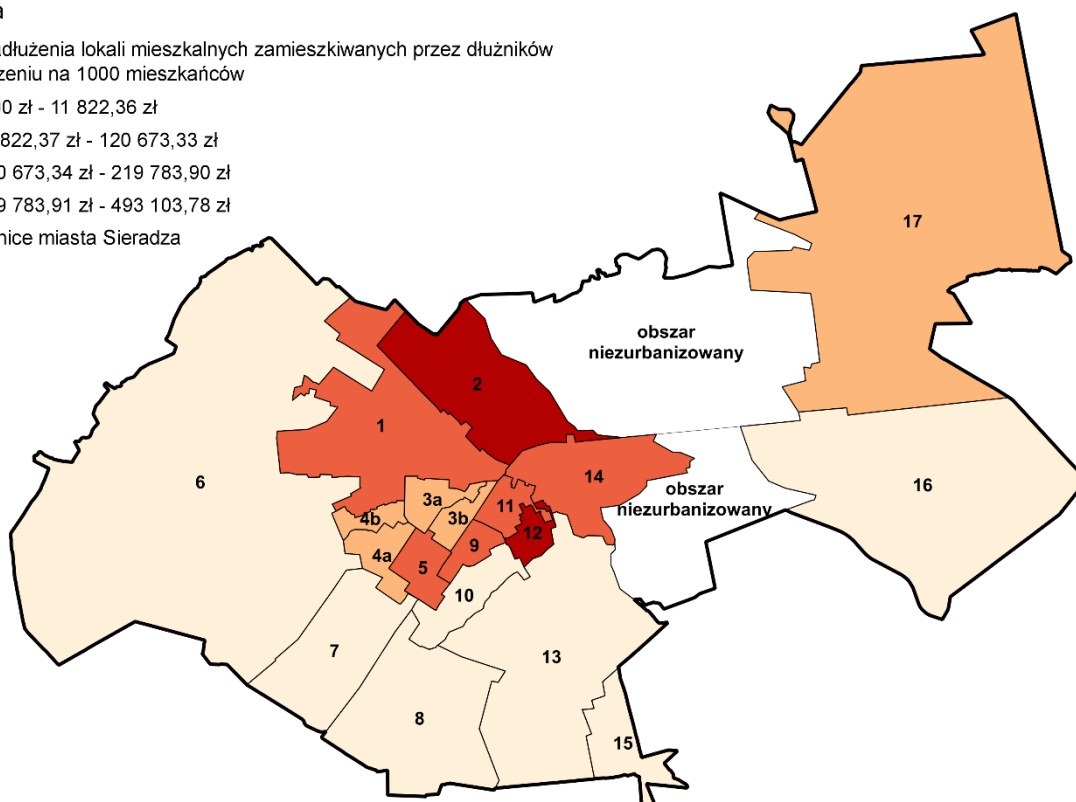 a
adłużenia lokali mieszkalnych zamieszkiwanych przez dłużników
zeniu na 1000 mieszkańców
0 zł - 11 822,36 zł
822,37 zł - 120 673,33 zł
0 673,34 zł - 219 783,90 zł
9 783,91 zł - 493 103,78 zł
nice miasta Sieradza
17
obszar
niezurbanizowany
2
1
6
14
16
obszar
niezurbanizowany
3a
3b
11
4b
12
9
4a
5
10
7
13
8
15